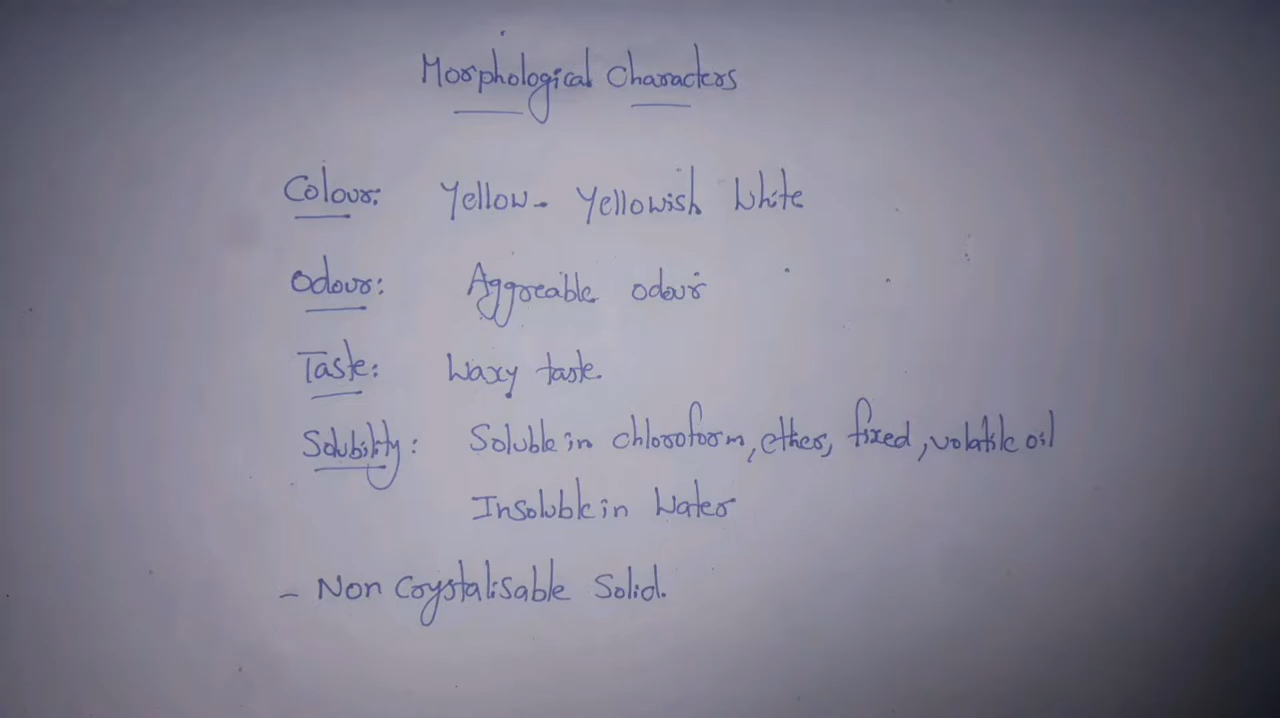 Morphological Characters
Colour: Yellow - Yellowish White
Odour: Aggreable odour
Taste: Waxy taste.
Solubility: Soluble in chloroform, ether, fixed, volatile oil
Insoluble in Water
- Non Crystalisable Solid.